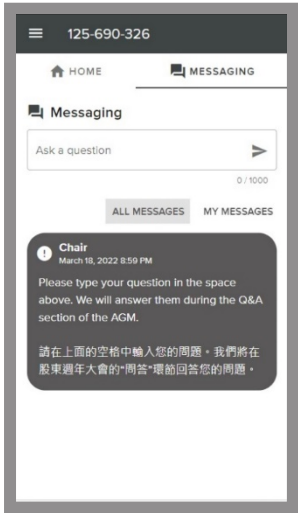 125-690-326
HOME
MESSAGING
Messaging
Ask a question
0 / 1000
ALL MESSAGES
MY MESSAGES
Chair
March 18, 2022 8:59 PM
Please type your question in the space
above. We will answer them during the Q&A
section of the AGM.
請在上面的空格中輸入您的問題。我們將在
股東週年大會的“問答”環節回答您的問題。